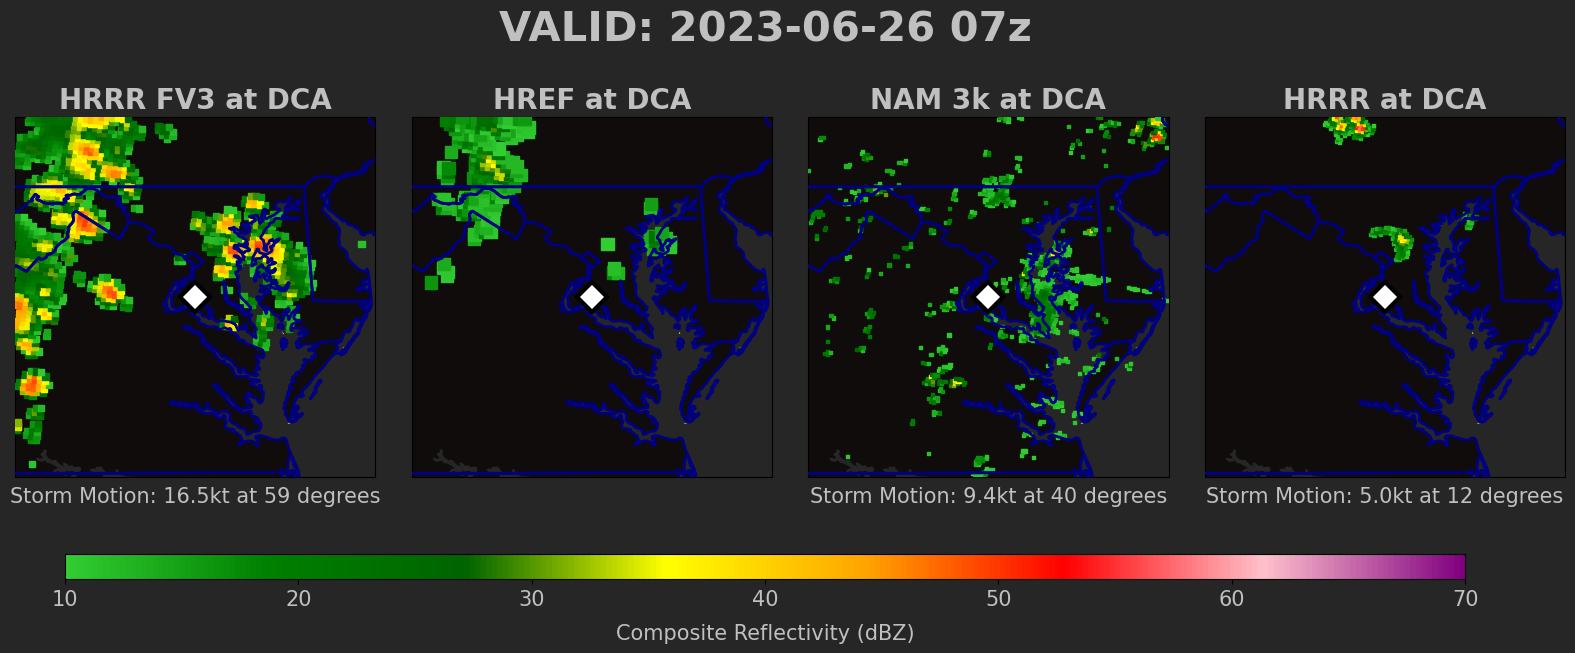 VALID: 2023-06-26 07z
HRRR FV3 at DCA
HREF at DCA
NAM 3k at DCA
HRRR at DCA
Storm Motion: 16.5kt at 59 degrees
Storm Motion: 9.4kt at 40 degrees
Storm Motion: 5.0kt at 12 degrees
10 20 30 40 50 60 70
Composite Reflectivity (dBZ)